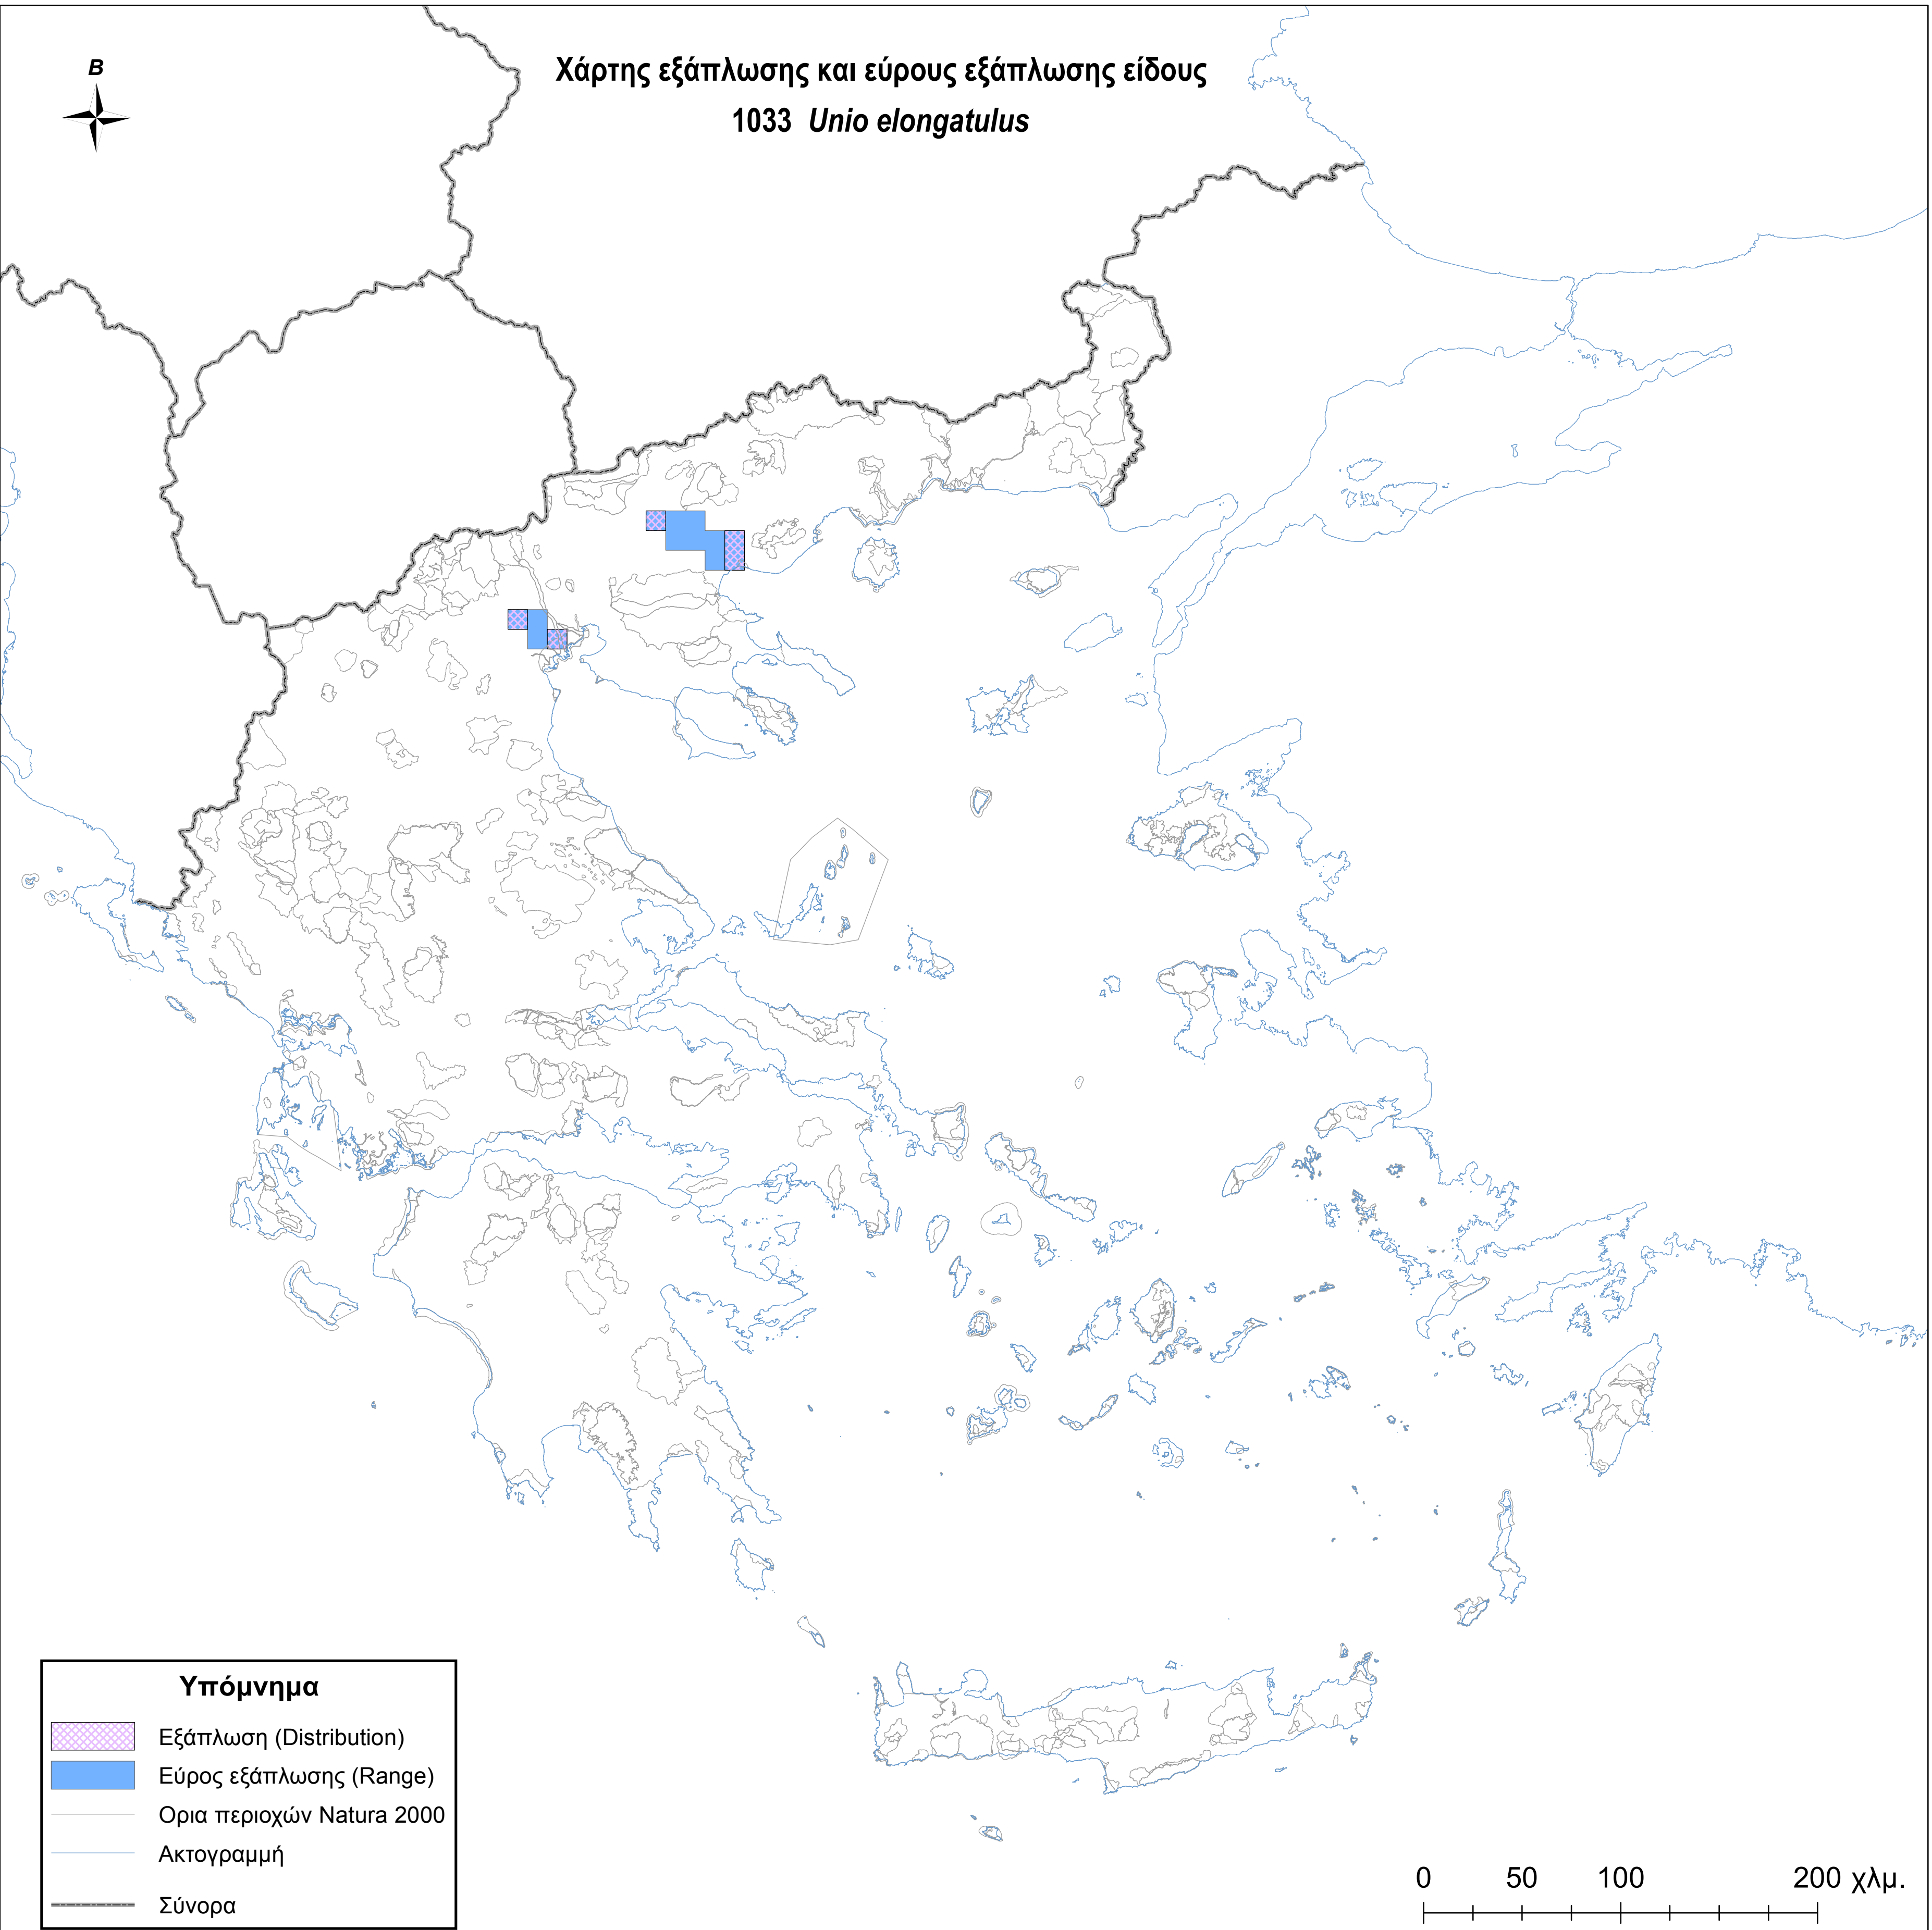 Β
Χάρτης εξάπλωσης και εύρους εξάπλωσης είδους
1033 Unio elongatulus
Υπόμνημα
Εξάπλωση (Distribution)
Εύρος εξάπλωσης (Range)
Ορια περιοχών Natura 2000
Ακτογραμμή
Σύνορα
0 50 100 200 χλμ.